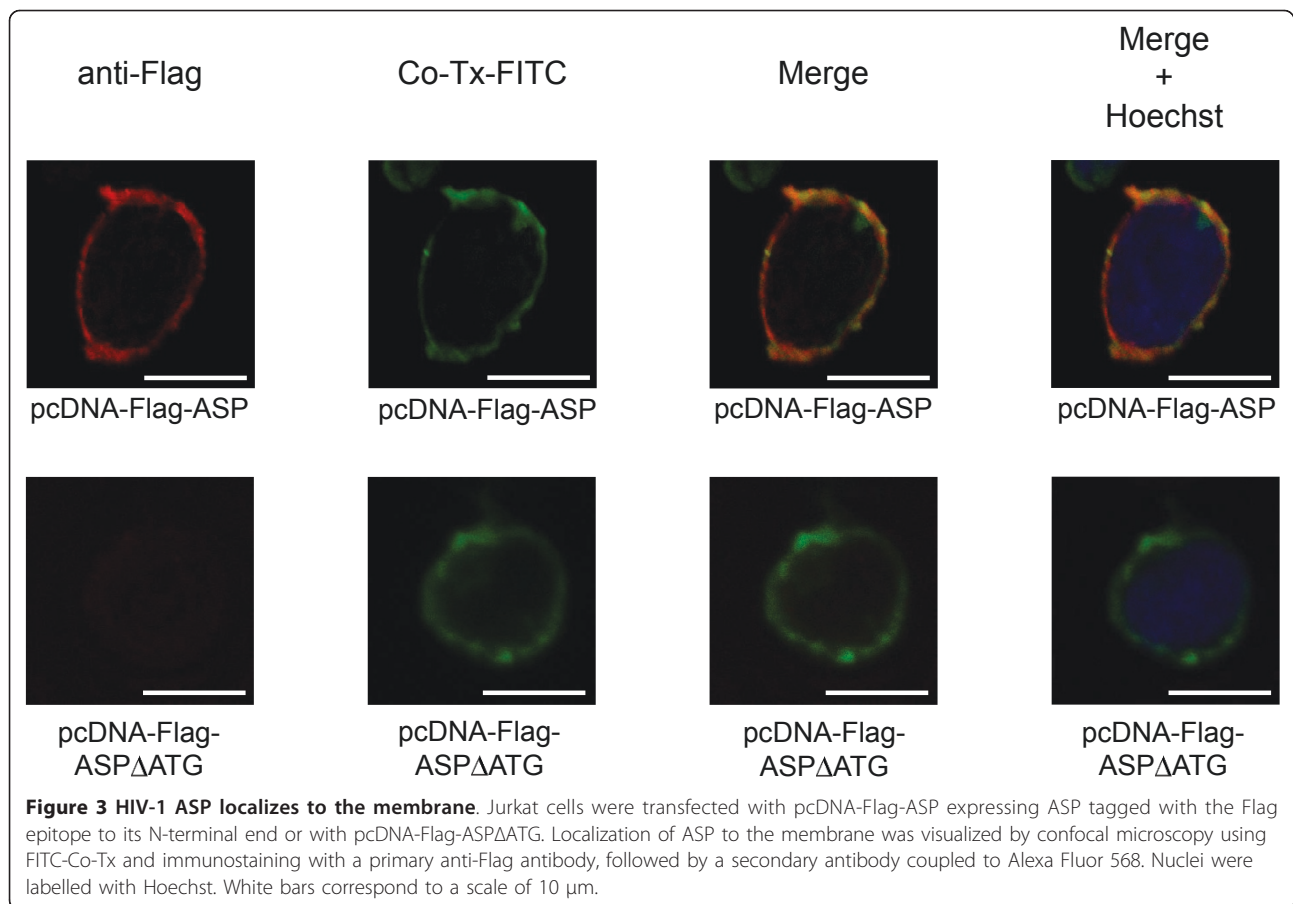 anti-Flag
Co-Tx-FITC
Merge
Merge
+
Hoechst
pcDNA-Flag-ASP
pcDNA-Flag-ASP
pcDNA-Flag-ASP
pcDNA-Flag-ASP
pcDNA-Flag-
ASPΔATG
pcDNA-Flag-
ASPΔATG
pcDNA-Flag-
ASPΔATG
pcDNA-Flag-
ASPΔATG
Figure 3 HIV-1 ASP localizes to the membrane. Jurkat cells were transfected with pcDNA-Flag-ASP expressing ASP tagged with the Flag
epitope to its N-terminal end or with pcDNA-Flag-ASPΔATG. Localization of ASP to the membrane was visualized by confocal microscopy using
FITC-Co-Tx and immunostaining with a primary anti-Flag antibody, followed by a secondary antibody coupled to Alexa Fluor 568. Nuclei were
labelled with Hoechst. White bars correspond to a scale of 10 μm.